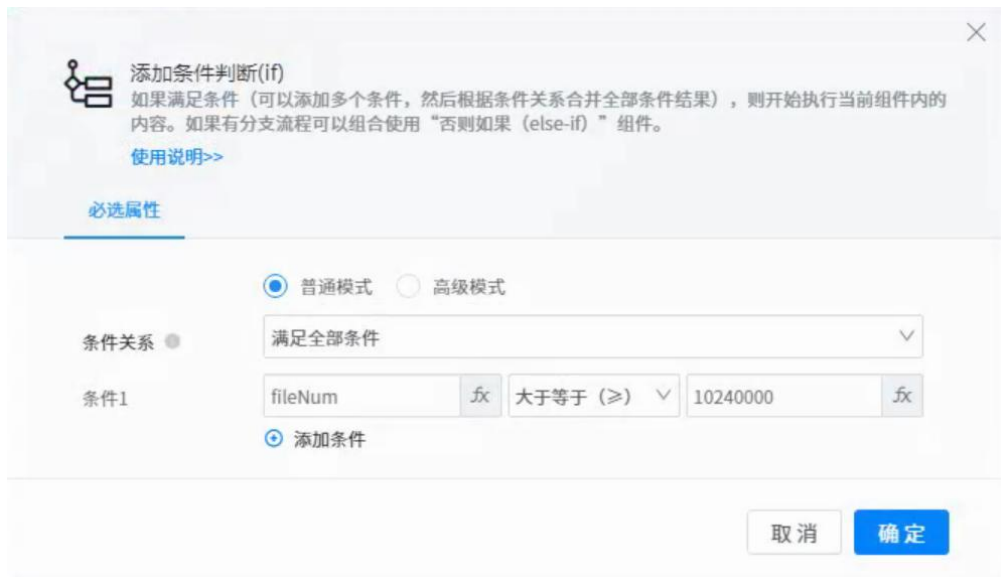 添加条件判断(if)
如果满足条件（可以添加多个条件，然后根据条件关系合并全部条件结果），则开始执行当前组件内的
内容。如果有分支流程可以组合使用“否则如果（else-if）”组件。
使用说明>>
必选属性
普通模式 高级模式
条件关系 满足全部条件
条件1 fileNum fx 大于等于（≥） 10240000 fx
添加条件
取消 确定